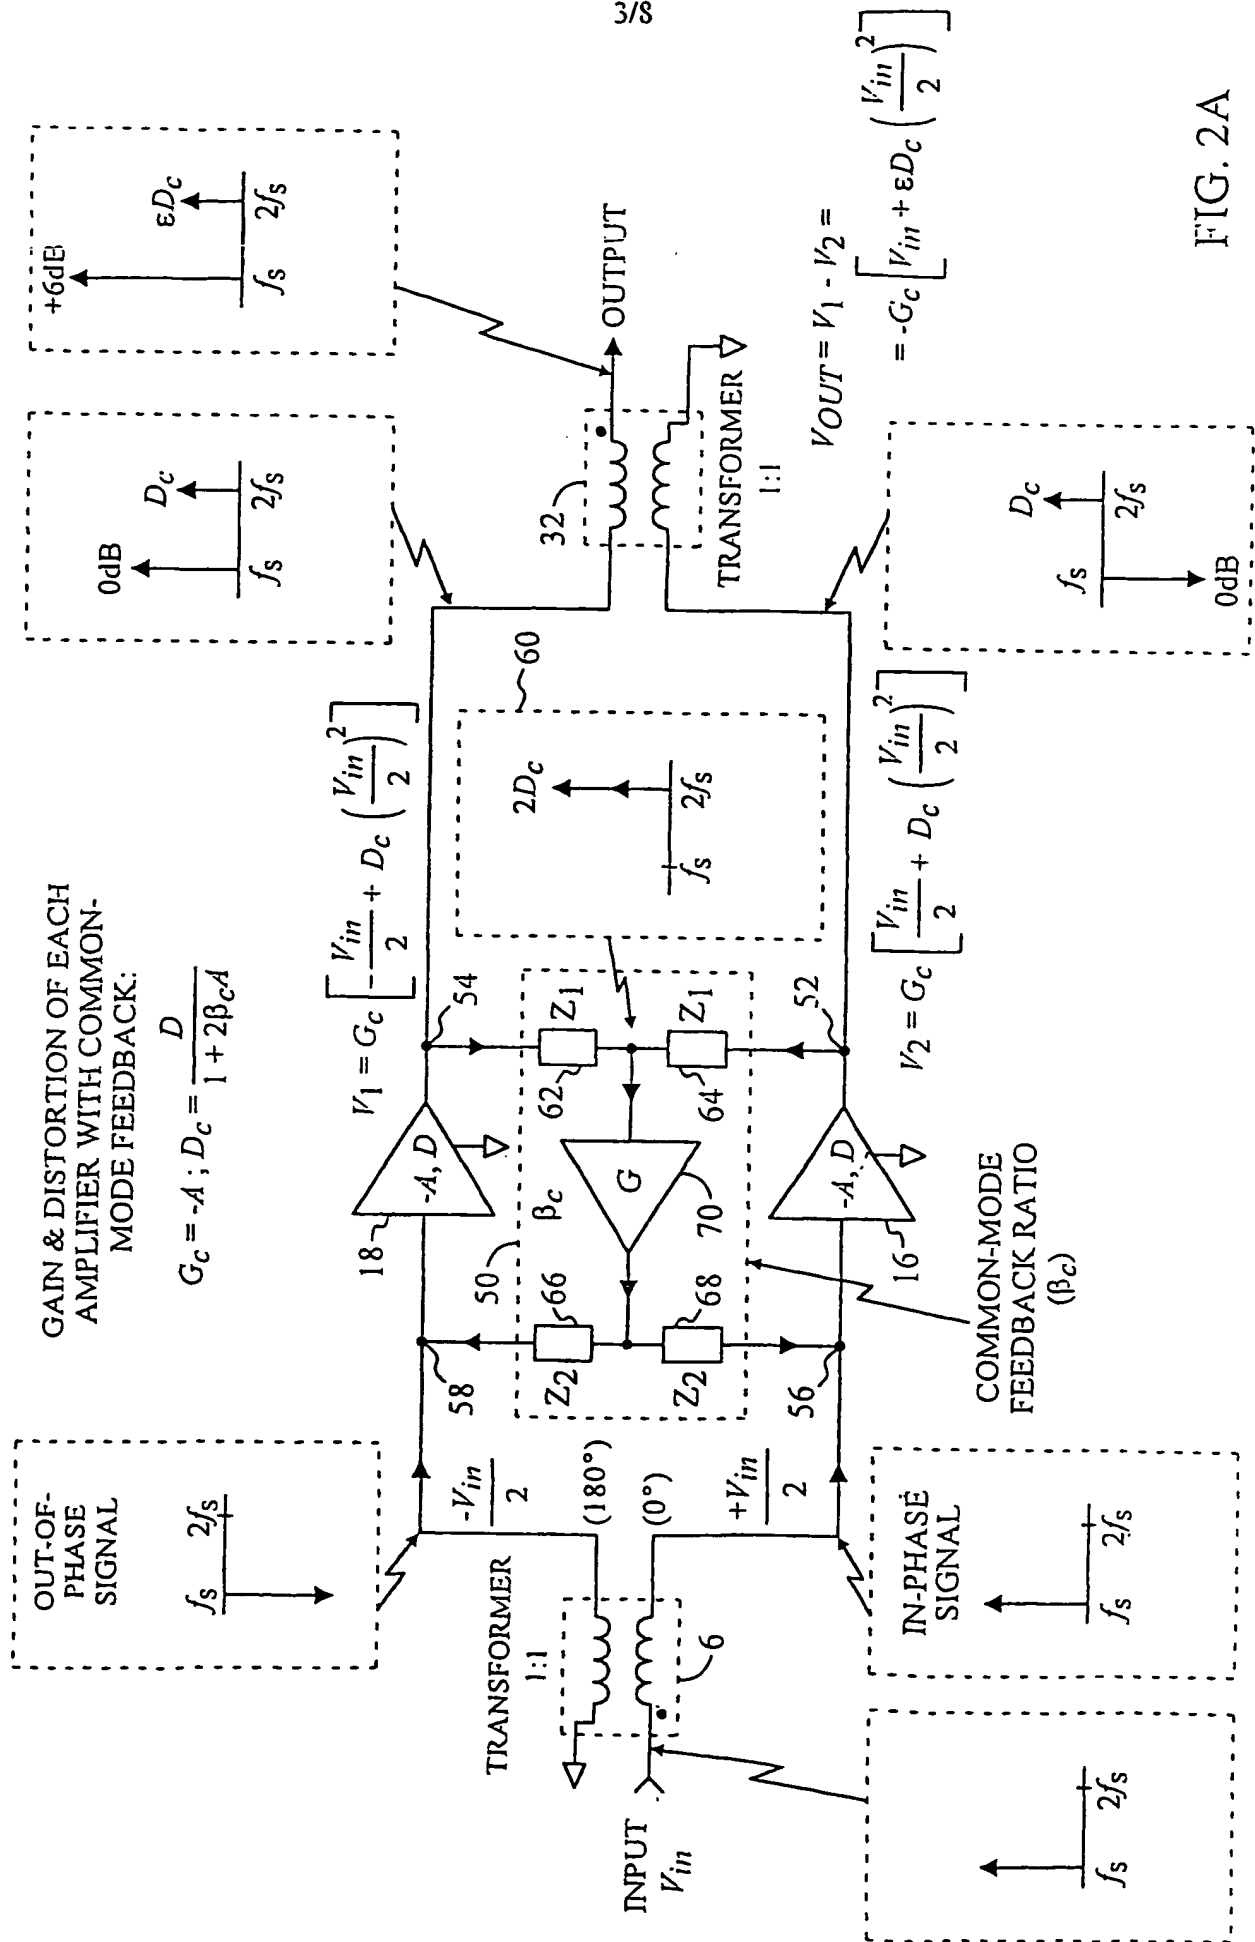 3/8
GAIN & DISTORTION OF EACH
AMPLIFIER WITH COMMON-
MODE FEEDBACK:
G_c = -A ; D_c = D / (1 + 2β_cA)
OUT-OF-
PHASE
SIGNAL
f_s 2f_s
-V_in / 2
(180°)
(0°)
+V_in / 2
TRANSFORMER
1:1
6
INPUT
V_in
f_s 2f_s
IN-PHASE
SIGNAL
f_s 2f_s
58
56
18
-A, D
16
-A, D
50
β_c
66
Z2
68
Z2
G
70
62
Z1
64
Z1
54
52
COMMON-MODE
FEEDBACK RATIO
(β_c)
V_1 = G_c [ -V_in / 2 + D_c (V_in / 2)^2 ]
60
2D_c
f_s 2f_s
V_2 = G_c [ V_in / 2 + D_c (V_in / 2)^2 ]
0dB
D_c
f_s 2f_s
f_s
D_c
2f_s
0dB
32
TRANSFORMER
1:1
OUTPUT
+6dB
εD_c
f_s 2f_s
V_OUT = V_1 - V_2 =
= -G_c [ V_in + εD_c (V_in / 2)^2 ]
FIG. 2A